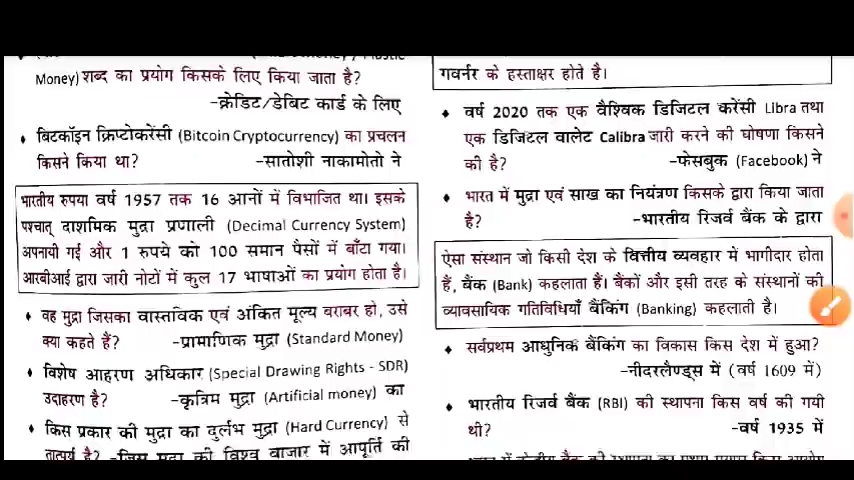 Money) शब्द का प्रयोग किसके लिए किया जाता है?
-क्रेडिट/डेबिट कार्ड के लिए
♦ बिटकॉइन क्रिप्टोकरेंसी (Bitcoin Cryptocurrency) का प्रचलन
किसने किया था? -सातोशी नाकामोतो ने
भारतीय रुपया वर्ष 1957 तक 16 आनों में विभाजित था। इसके
पश्चात् दाशमिक मुद्रा प्रणाली (Decimal Currency System)
अपनायी गई और 1 रुपये को 100 समान पैसों में बाँटा गया।
आरबीआई द्वारा जारी नोटों में कुल 17 भाषाओं का प्रयोग होता है।
♦ वह मुद्रा जिसका वास्तविक एवं अंकित मूल्य बराबर हो, उसे
क्या कहते हैं? -प्रामाणिक मुद्रा (Standard Money)
♦ विशेष आहरण अधिकार (Special Drawing Rights - SDR)
उदाहरण है? -कृत्रिम मुद्रा (Artificial money) का
♦ किस प्रकार की मुद्रा का दुर्लभ मुद्रा (Hard Currency) से
तात्पर्य है? -जिस मुद्रा की विश्व बाजार में आपूर्ति की
गवर्नर के हस्ताक्षर होते है।
♦ वर्ष 2020 तक एक वैश्विक डिजिटल करेंसी Libra तथा
एक डिजिटल वालेट Calibra जारी करने की घोषणा किसने
की है? -फेसबुक (Facebook) ने
♦ भारत में मुद्रा एवं साख का नियंत्रण किसके द्वारा किया जाता
है? -भारतीय रिजर्व बैंक के द्वारा
ऐसा संस्थान जो किसी देश के वित्तीय व्यवहार में भागीदार होता
हैं, बैंक (Bank) कहलाता हैं। बैंकों और इसी तरह के संस्थानों की
व्यावसायिक गतिविधियाँ बैंकिंग (Banking) कहलाती है।
♦ सर्वप्रथम आधुनिक बैंकिंग का विकास किस देश में हुआ?
-नीदरलैण्ड्स में (वर्ष 1609 में)
♦ भारतीय रिजर्व बैंक (RBI) की स्थापना किस वर्ष की गयी
थी? -वर्ष 1935 में